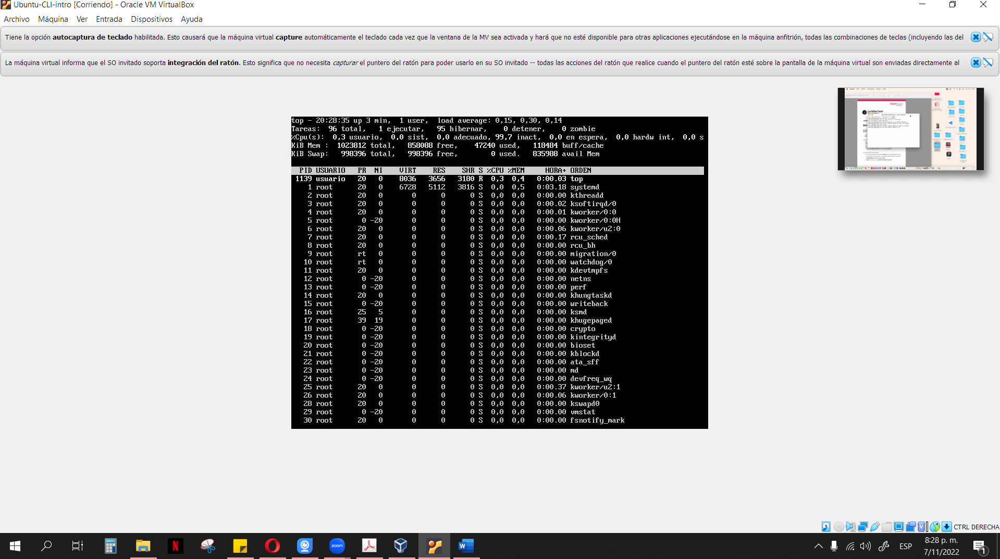 Ubuntu-CLI-intro [Corriendo] - Oracle VM VirtualBox
Archivo Máquina Ver Entrada Dispositivos Ayuda
Tiene la opción autocaptura de teclado habilitada. Esto causará que la máquina virtual capture automáticamente el teclado cada vez que la ventana de la MV sea activada y hará que no esté disponible para otras aplicaciones ejecutándose en la máquina anfitrión, todas las combinaciones de teclas (incluyendo las del
La máquina virtual informa que el SO invitado soporta integración del ratón. Esto significa que no necesita capturar el puntero del ratón para poder usarlo en su SO invitado -- todas las acciones del ratón que realice cuando el puntero del ratón esté sobre la pantalla de la máquina virtual son enviadas directamente al
top - 20:28:35 up 3 min, 1 user, load average: 0,15, 0,30, 0,14
Tareas: 96 total, 1 ejecutar, 95 hibernar, 0 detener, 0 zombie
%Cpu(s): 0,3 usuario, 0,0 sist, 0,0 adecuado, 99,7 inact, 0,0 en espera, 0,0 hardw int, 0,0 s
KiB Mem : 1023812 total, 858088 free, 47240 used, 118484 buff/cache
KiB Swap: 998396 total, 998396 free, 0 used. 835988 avail Mem
PID USUARIO PR NI VIRT RES SHR S %CPU %MEM HORA+ ORDEN
1139 usuario 20 0 8036 3656 3180 R 0,3 0,4 0:00.03 top
1 root 20 0 6728 5112 3816 S 0,0 0,5 0:03.18 systemd
2 root 20 0 0 0 0 S 0,0 0,0 0:00.00 kthreadd
3 root 20 0 0 0 0 S 0,0 0,0 0:00.02 ksoftirqd/0
4 root 20 0 0 0 0 S 0,0 0,0 0:00.01 kworker/0:0
5 root 0 -20 0 0 0 S 0,0 0,0 0:00.00 kworker/0:0H
6 root 20 0 0 0 0 S 0,0 0,0 0:00.06 kworker/u2:0
7 root 20 0 0 0 0 S 0,0 0,0 0:00.17 rcu_sched
8 root 20 0 0 0 0 S 0,0 0,0 0:00.00 rcu_bh
9 root rt 0 0 0 0 S 0,0 0,0 0:00.00 migration/0
10 root rt 0 0 0 0 S 0,0 0,0 0:00.00 watchdog/0
11 root 20 0 0 0 0 S 0,0 0,0 0:00.00 kdevtmpfs
12 root 0 -20 0 0 0 S 0,0 0,0 0:00.00 netns
13 root 0 -20 0 0 0 S 0,0 0,0 0:00.00 perf
14 root 20 0 0 0 0 S 0,0 0,0 0:00.00 khungtaskd
15 root 0 -20 0 0 0 S 0,0 0,0 0:00.00 writeback
16 root 25 5 0 0 0 S 0,0 0,0 0:00.00 ksmd
17 root 39 19 0 0 0 S 0,0 0,0 0:00.00 khugepaged
18 root 0 -20 0 0 0 S 0,0 0,0 0:00.00 crypto
19 root 0 -20 0 0 0 S 0,0 0,0 0:00.00 kintegrityd
20 root 0 -20 0 0 0 S 0,0 0,0 0:00.00 bioset
21 root 0 -20 0 0 0 S 0,0 0,0 0:00.00 kblockd
22 root 0 -20 0 0 0 S 0,0 0,0 0:00.00 ata_sff
23 root 0 -20 0 0 0 S 0,0 0,0 0:00.00 md
24 root 0 -20 0 0 0 S 0,0 0,0 0:00.00 devfreq_wq
25 root 20 0 0 0 0 S 0,0 0,0 0:00.37 kworker/u2:1
26 root 20 0 0 0 0 S 0,0 0,0 0:00.06 kworker/0:1
28 root 20 0 0 0 0 S 0,0 0,0 0:00.00 kswapd0
29 root 0 -20 0 0 0 S 0,0 0,0 0:00.00 vmstat
30 root 20 0 0 0 0 S 0,0 0,0 0:00.00 fsnotify_mark
CTRL DERECHA
N
zoom
W
ESP
8:28 p. m.
7/11/2022
1